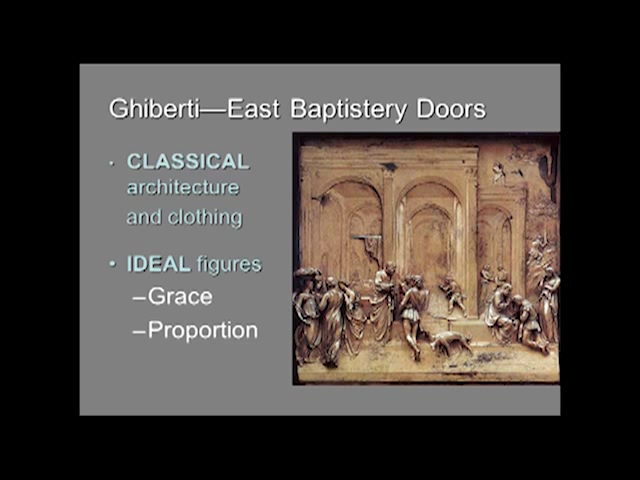 Ghiberti—East Baptistery Doors
• CLASSICAL
architecture
and clothing
• IDEAL figures
–Grace
–Proportion